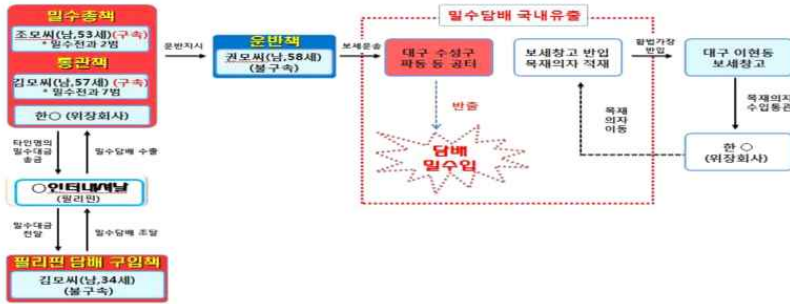 밀수총책
조모씨(남,53세)(구속)
* 밀수전과 2범
통관책
김모씨(남,57세)(구속)
* 밀수전과 7범
한○ (위장회사)
타인명의
밀수대금
송금
밀수담배 수출
○인터내셔날
(필리핀)
밀수대금
전달
밀수담배 조달
필리핀 담배 구입책
김모씨(남,34세)
(불구속)
운반지시
운반책
권모씨(남,58세)
(불구속)
보세운송
밀수담배 국내유출
대구 수성구
파동 등 공터
반출
담배
밀수입
보세창고 반입
목재의자 적재
목재
의자
이동
합법가장
반입
대구 이현동
보세창고
목재의자
수입통관
한 ○
(위장회사)